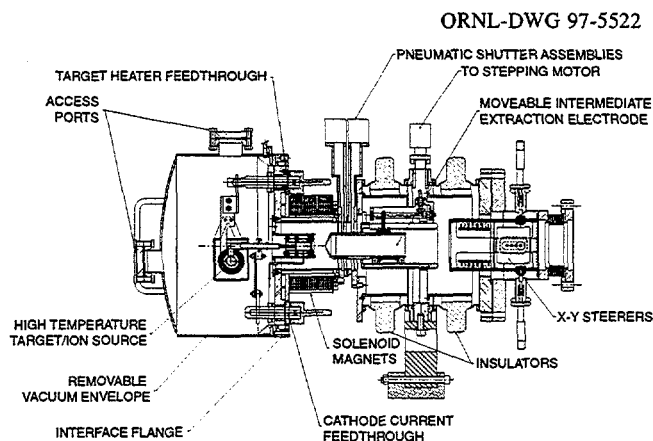 ORNL-DWG 97-5522
PNEUMATIC SHUTTER ASSEMBLIES
TO STEPPING MOTOR
TARGET HEATER FEEDTHROUGH
ACCESS
PORTS
MOVEABLE INTERMEDIATE
EXTRACTION ELECTRODE
HIGH TEMPERATURE
TARGET/ION SOURCE
SOLENOID
MAGNETS
X-Y STEERERS
INSULATORS
REMOVABLE
VACUUM ENVELOPE
CATHODE CURRENT
FEEDTHROUGH
INTERFACE FLANGE